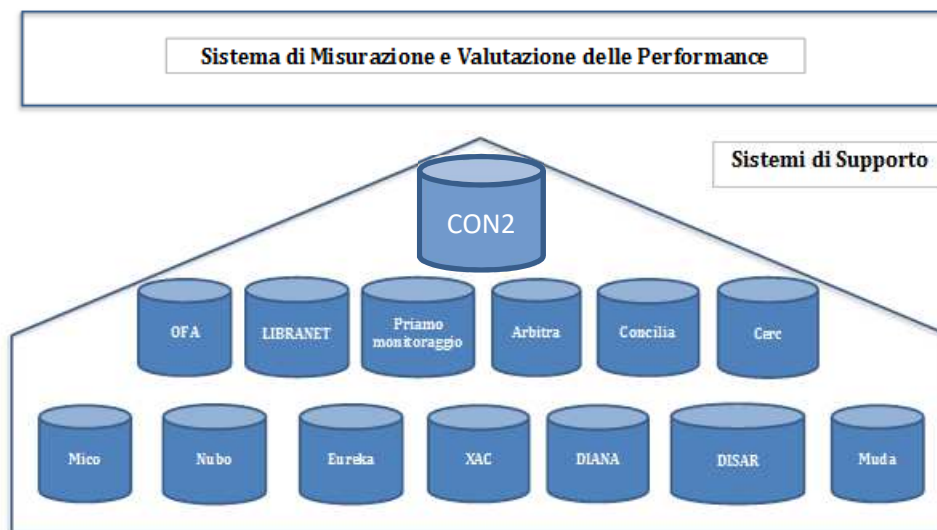 Sistema di Misurazione e Valutazione delle Performance
Sistemi di Supporto
CON2
OFA
LIBRANET
Priamo
monitoraggio
Arbitra
Concilia
Cerc
Mico
Nubo
Eureka
XAC
DIANA
DISAR
Muda